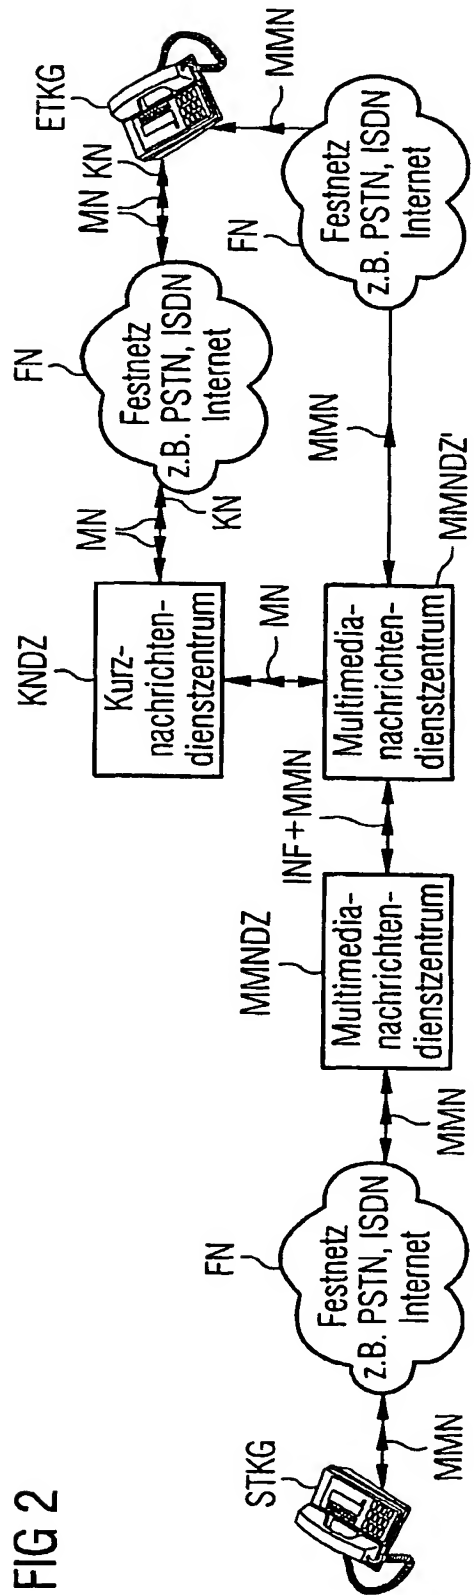 FIG 2
STKG
MMN
FN
Festnetz
z.B. PSTN, ISDN
Internet
MMN
MMNDZ
Multimedia-
nachrichten-
dienstzentrum
INF+MMN
KNDZ
Kurz-
nachrichten-
dienstzentrum
MN
Multimedia-
nachrichten-
dienstzentrum
MMNDZ'
MN
KN
FN
Festnetz
z.B. PSTN, ISDN
Internet
MN
KN
ETKG
MMN
FN
Festnetz
z.B. PSTN, ISDN
Internet
MMN